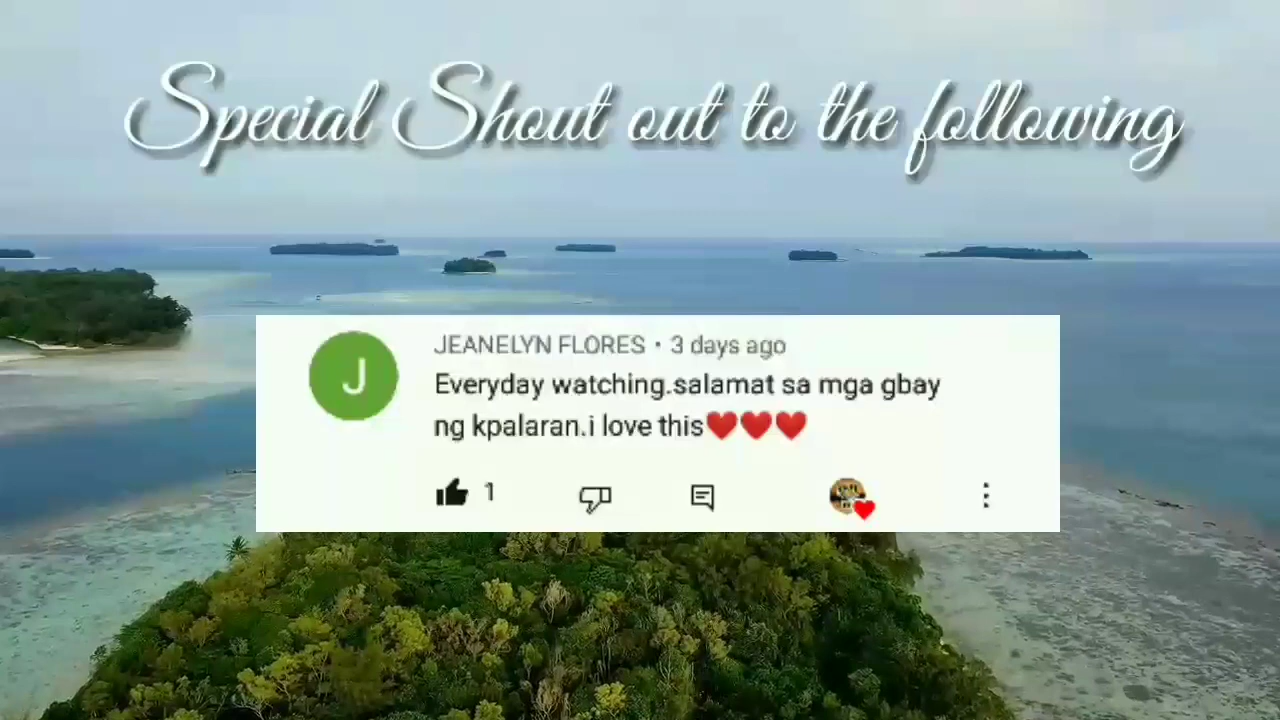 Special Shout out to the following
J
JEANELYN FLORES • 3 days ago
Everyday watching.salamat sa mga gbay
ng kpalaran.i love this❤️❤️❤️
1